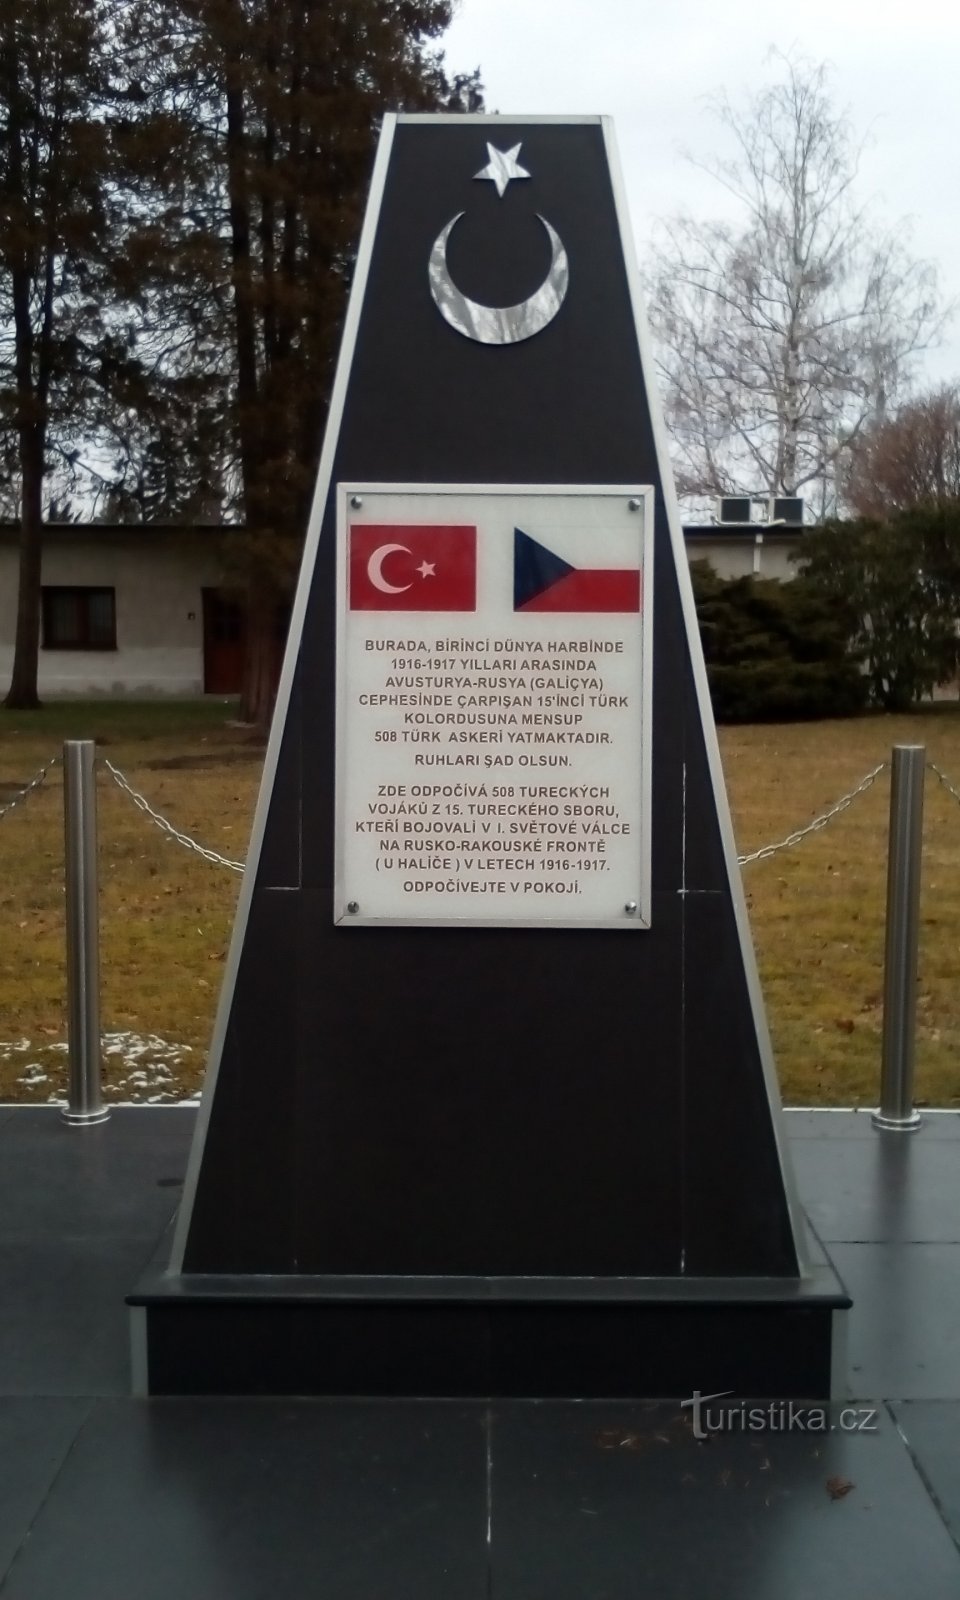 BURADA, BİRİNCİ DÜNYA HARBİNDE
1916-1917 YILLARI ARASINDA
AVUSTURYA-RUSYA (GALİÇYA)
CEPHESİNDE ÇARPIŞAN 15'İNCİ TÜRK
KOLORDUSUNA MENSUP
508 TÜRK ASKERİ YATMAKTADIR.
RUHLARI ŞAD OLSUN.
ZDE ODPOČÍVÁ 508 TURECKÝCH
VOJÁKŮ Z 15. TURECKÉHO SBORU,
KTEŘÍ BOJOVALI V I. SVĚTOVÉ VÁLCE
NA RUSKO-RAKOUSKÉ FRONTĚ
( U HALIČE ) V LETECH 1916-1917.
ODPOČÍVEJTE V POKOJÍ.
Turistika.cz